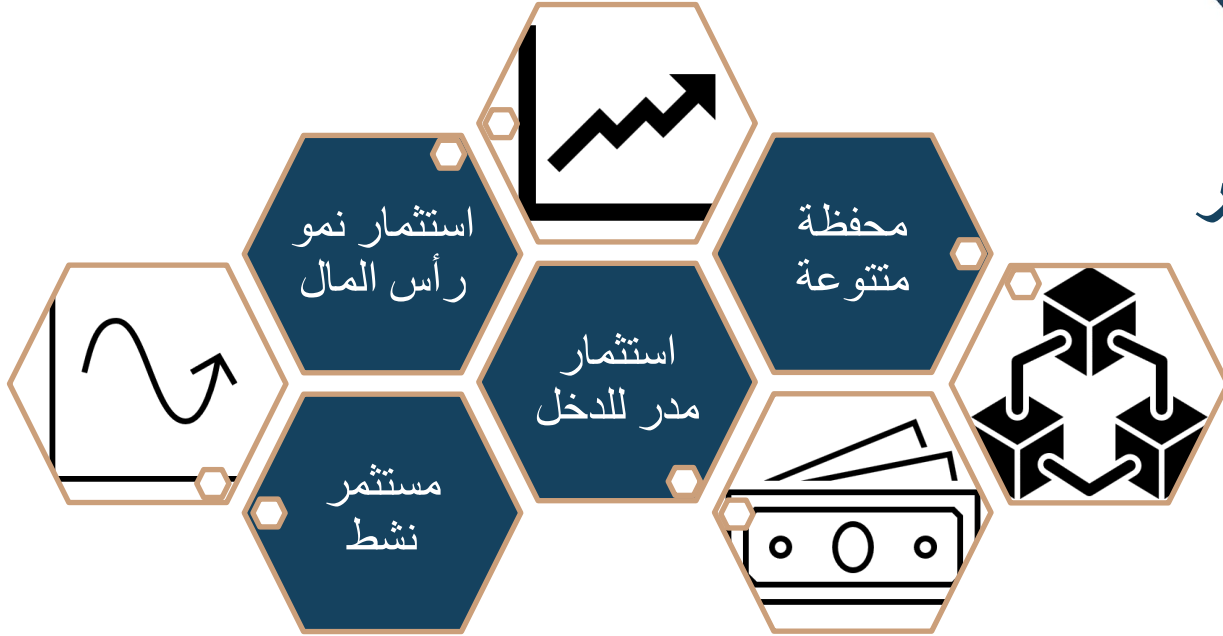 محفظة
متنوعة
استثمار نمو
رأس المال
استثمار
مدر للدخل
مستثمر
نشط